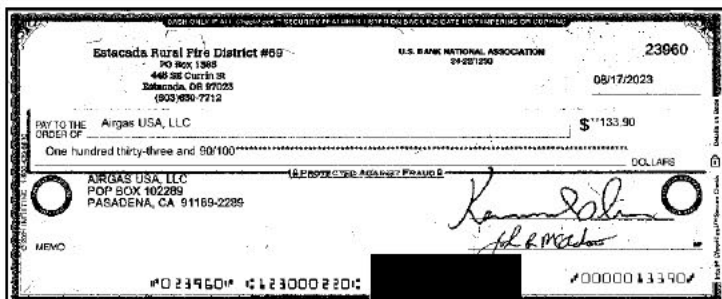 Estacada Rural Fire District #69
PO Box 1385
445 SE Currin St
Estacada, OR 97023
(503)630-7712
U.S. BANK NATIONAL ASSOCIATION
23960
08/17/2023
PAY TO THE
ORDER OF
Airgas USA, LLC
$**133.90
One hundred thirty-three and 90/100
DOLLARS
PROTECTED AGAINST FRAUD
AIRGAS USA, LLC
POP BOX 102289
PASADENA, CA 91189-2289
MEMO
⑈023960⑈ ⑆123000220⑆
⑇0000013390⑇